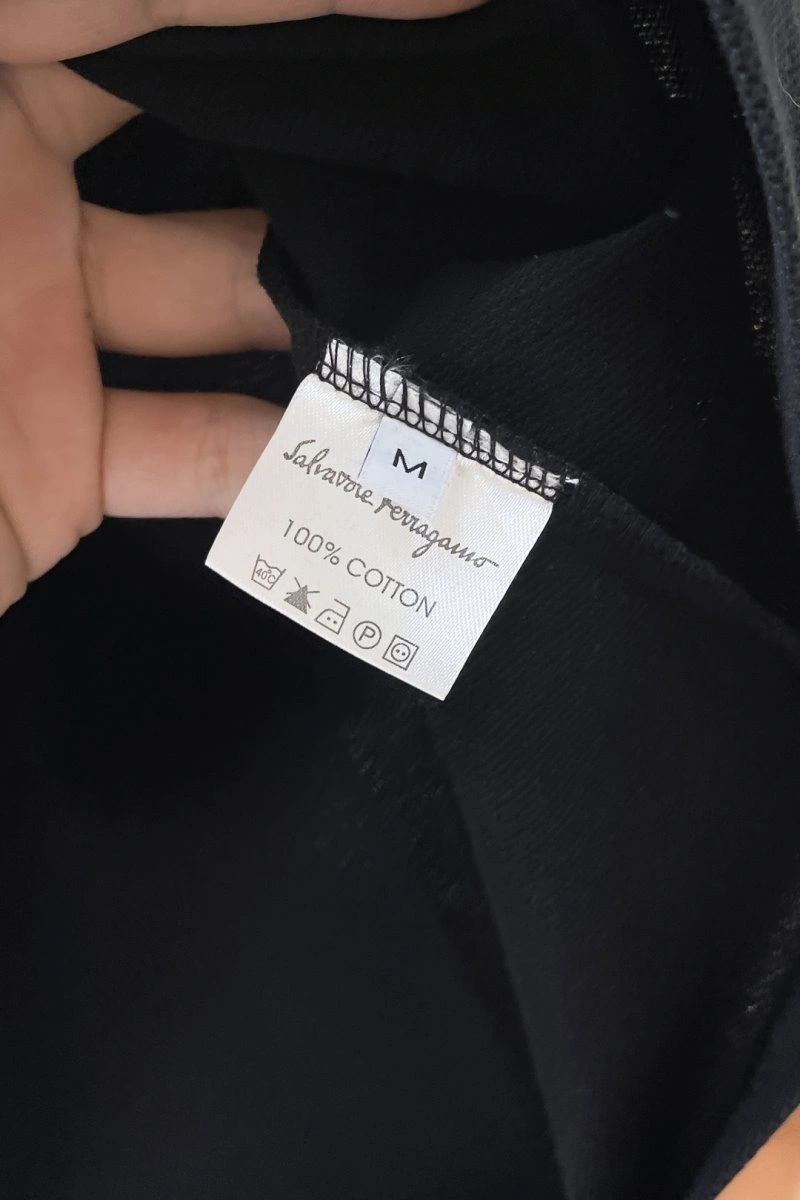 M
Salvatore Ferragamo
100% COTTON
40°C P